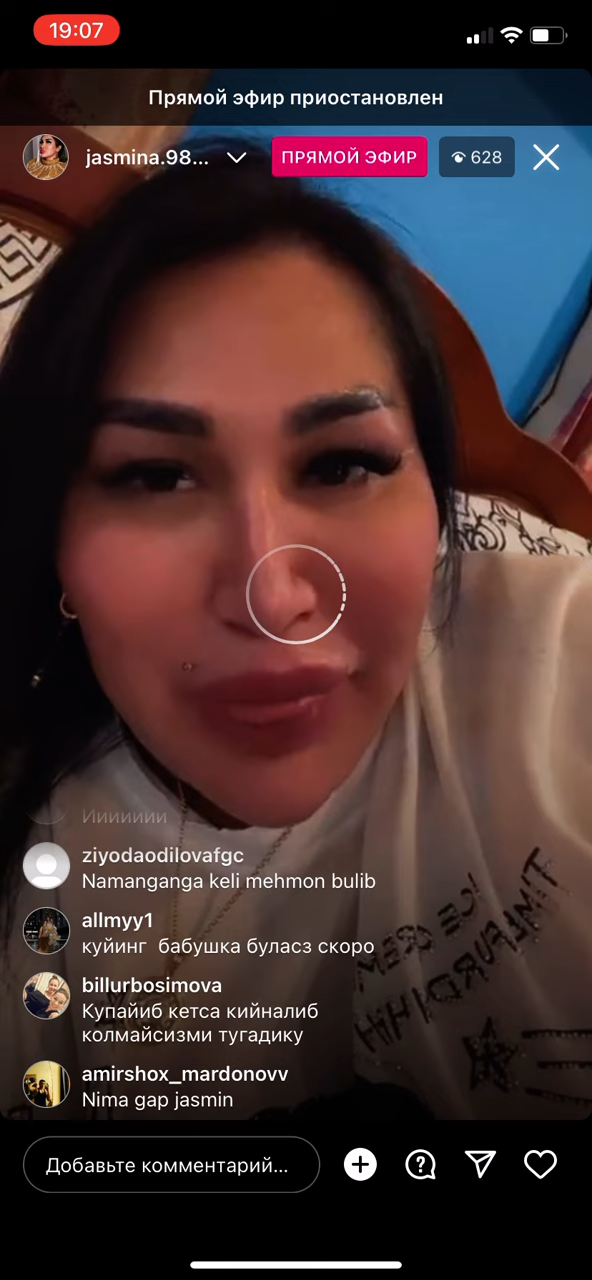 19:07
Прямой эфир приостановлен
jasmina.98...
ПРЯМОЙ ЭФИР
628
Иииииии
ziyodaodilovafgc
Namanganga keli mehmon bulib
allmyy1
куйинг бабушка буласз скоро
billurbosimova
Купайиб кетса кийналиб
колмайсизми тугадику
amirshox_mardonovv
Nima gap jasmin
Добавьте комментарий...